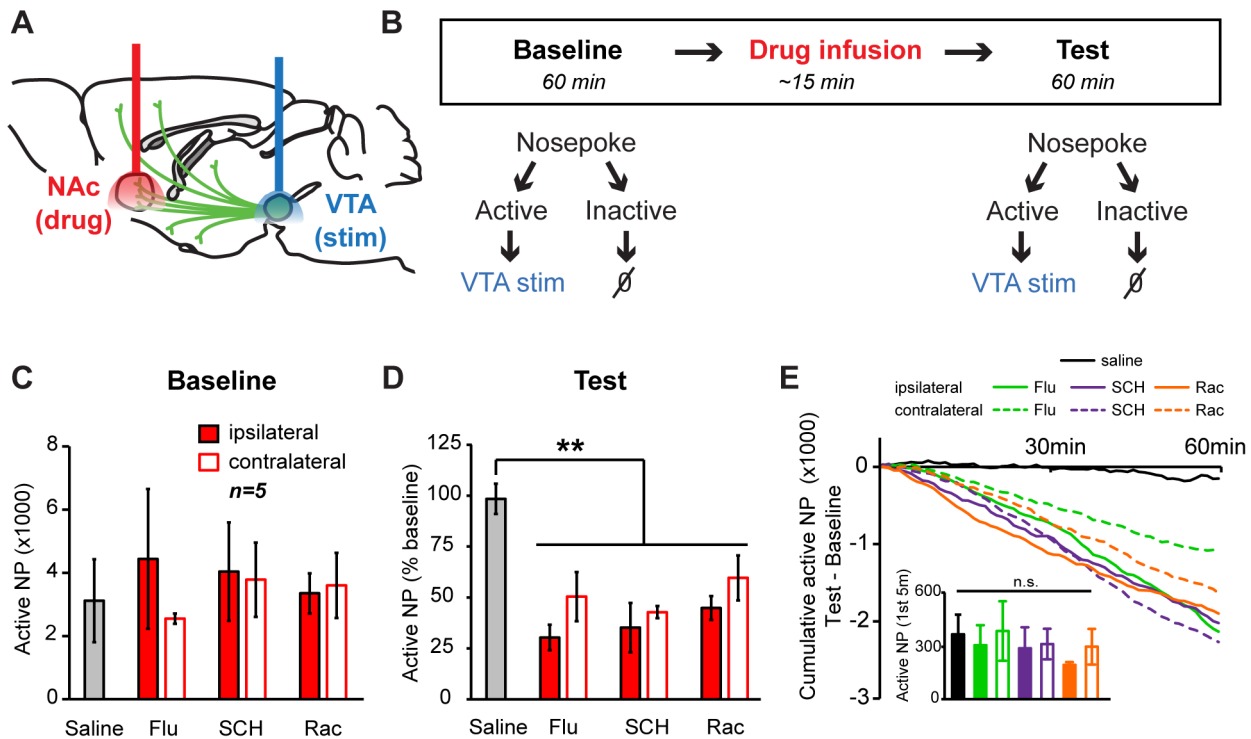 A
NAc
(drug)
VTA
(stim)
B
Baseline → Drug infusion → Test
60 min ~15 min 60 min
Nosepoke
Active Inactive
VTA stim 0
Nosepoke
Active Inactive
VTA stim 0
C Baseline
ipsilateral
contralateral
n=5
Active NP (x1000)
8
6
4
2
0
Saline Flu SCH Rac
D Test
**
Active NP (% baseline)
125
100
75
50
25
0
Saline Flu SCH Rac
E
saline
ipsilateral Flu SCH Rac
contralateral Flu SCH Rac
30min 60min
Cumulative active NP (x1000)
Test - Baseline
0
-1
-2
-3
n.s.
Active NP (1st 5m)
600
300
0